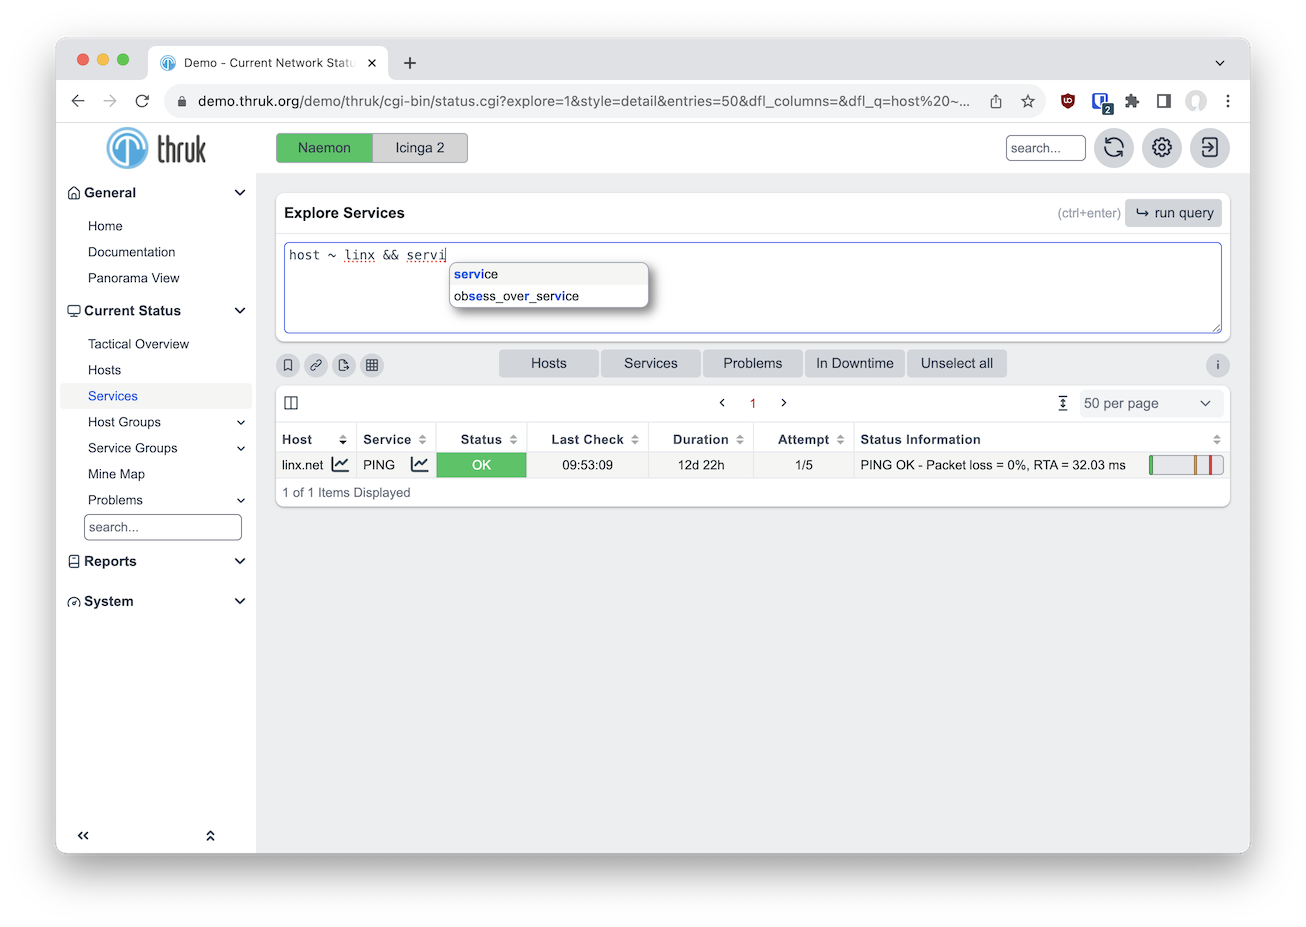 Demo - Current Network Statu
demo.thruk.org/demo/thruk/cgi-bin/status.cgi?explore=1&style=detail&entries=50&dfl_columns=&dfl_q=host%20~...
2
thruk
Naemon
Icinga 2
search...
General
Home
Documentation
Panorama View
Current Status
Tactical Overview
Hosts
Services
Host Groups
Service Groups
Mine Map
Problems
search...
Reports
System
Explore Services
(ctrl+enter)
run query
host ~ linx && servi
service
obsess_over_service
Hosts
Services
Problems
In Downtime
Unselect all
i
1
50 per page
Host Service Status Last Check Duration Attempt Status Information
linx.net PING OK 09:53:09 12d 22h 1/5 PING OK - Packet loss = 0%, RTA = 32.03 ms
1 of 1 Items Displayed